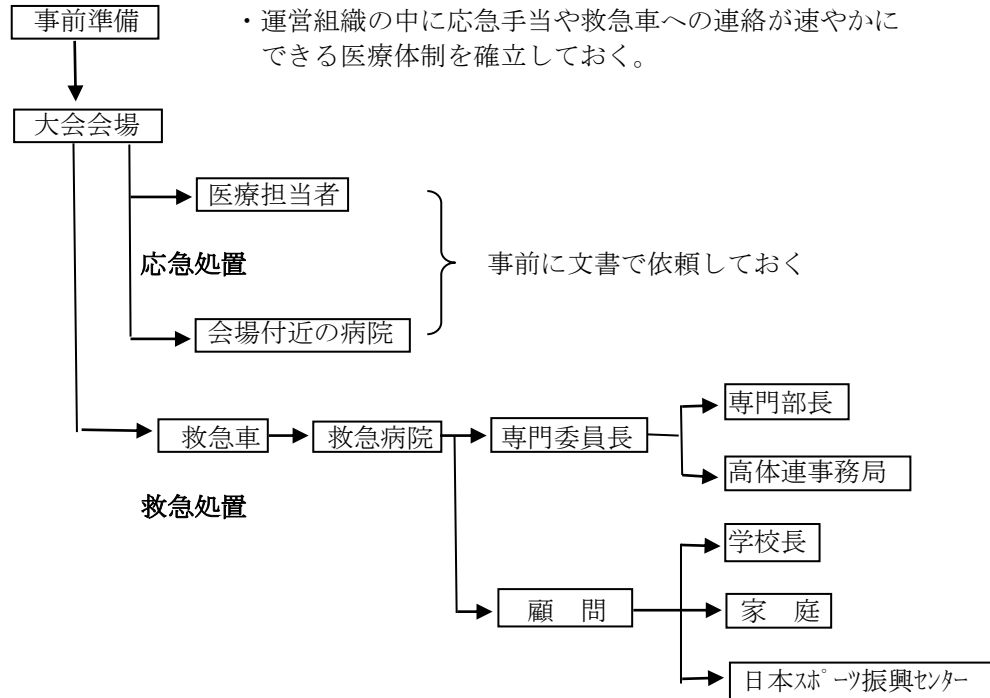 事前準備
・運営組織の中に応急手当や救急車への連絡が速やかに
できる医療体制を確立しておく。
大会会場
医療担当者
応急処置
事前に文書で依頼しておく
会場付近の病院
専門部長
救急車
救急病院
専門委員長
高体連事務局
救急処置
学校長
顧　問
家　庭
日本ｽﾎﾟｰﾂ振興ｾﾝﾀｰ